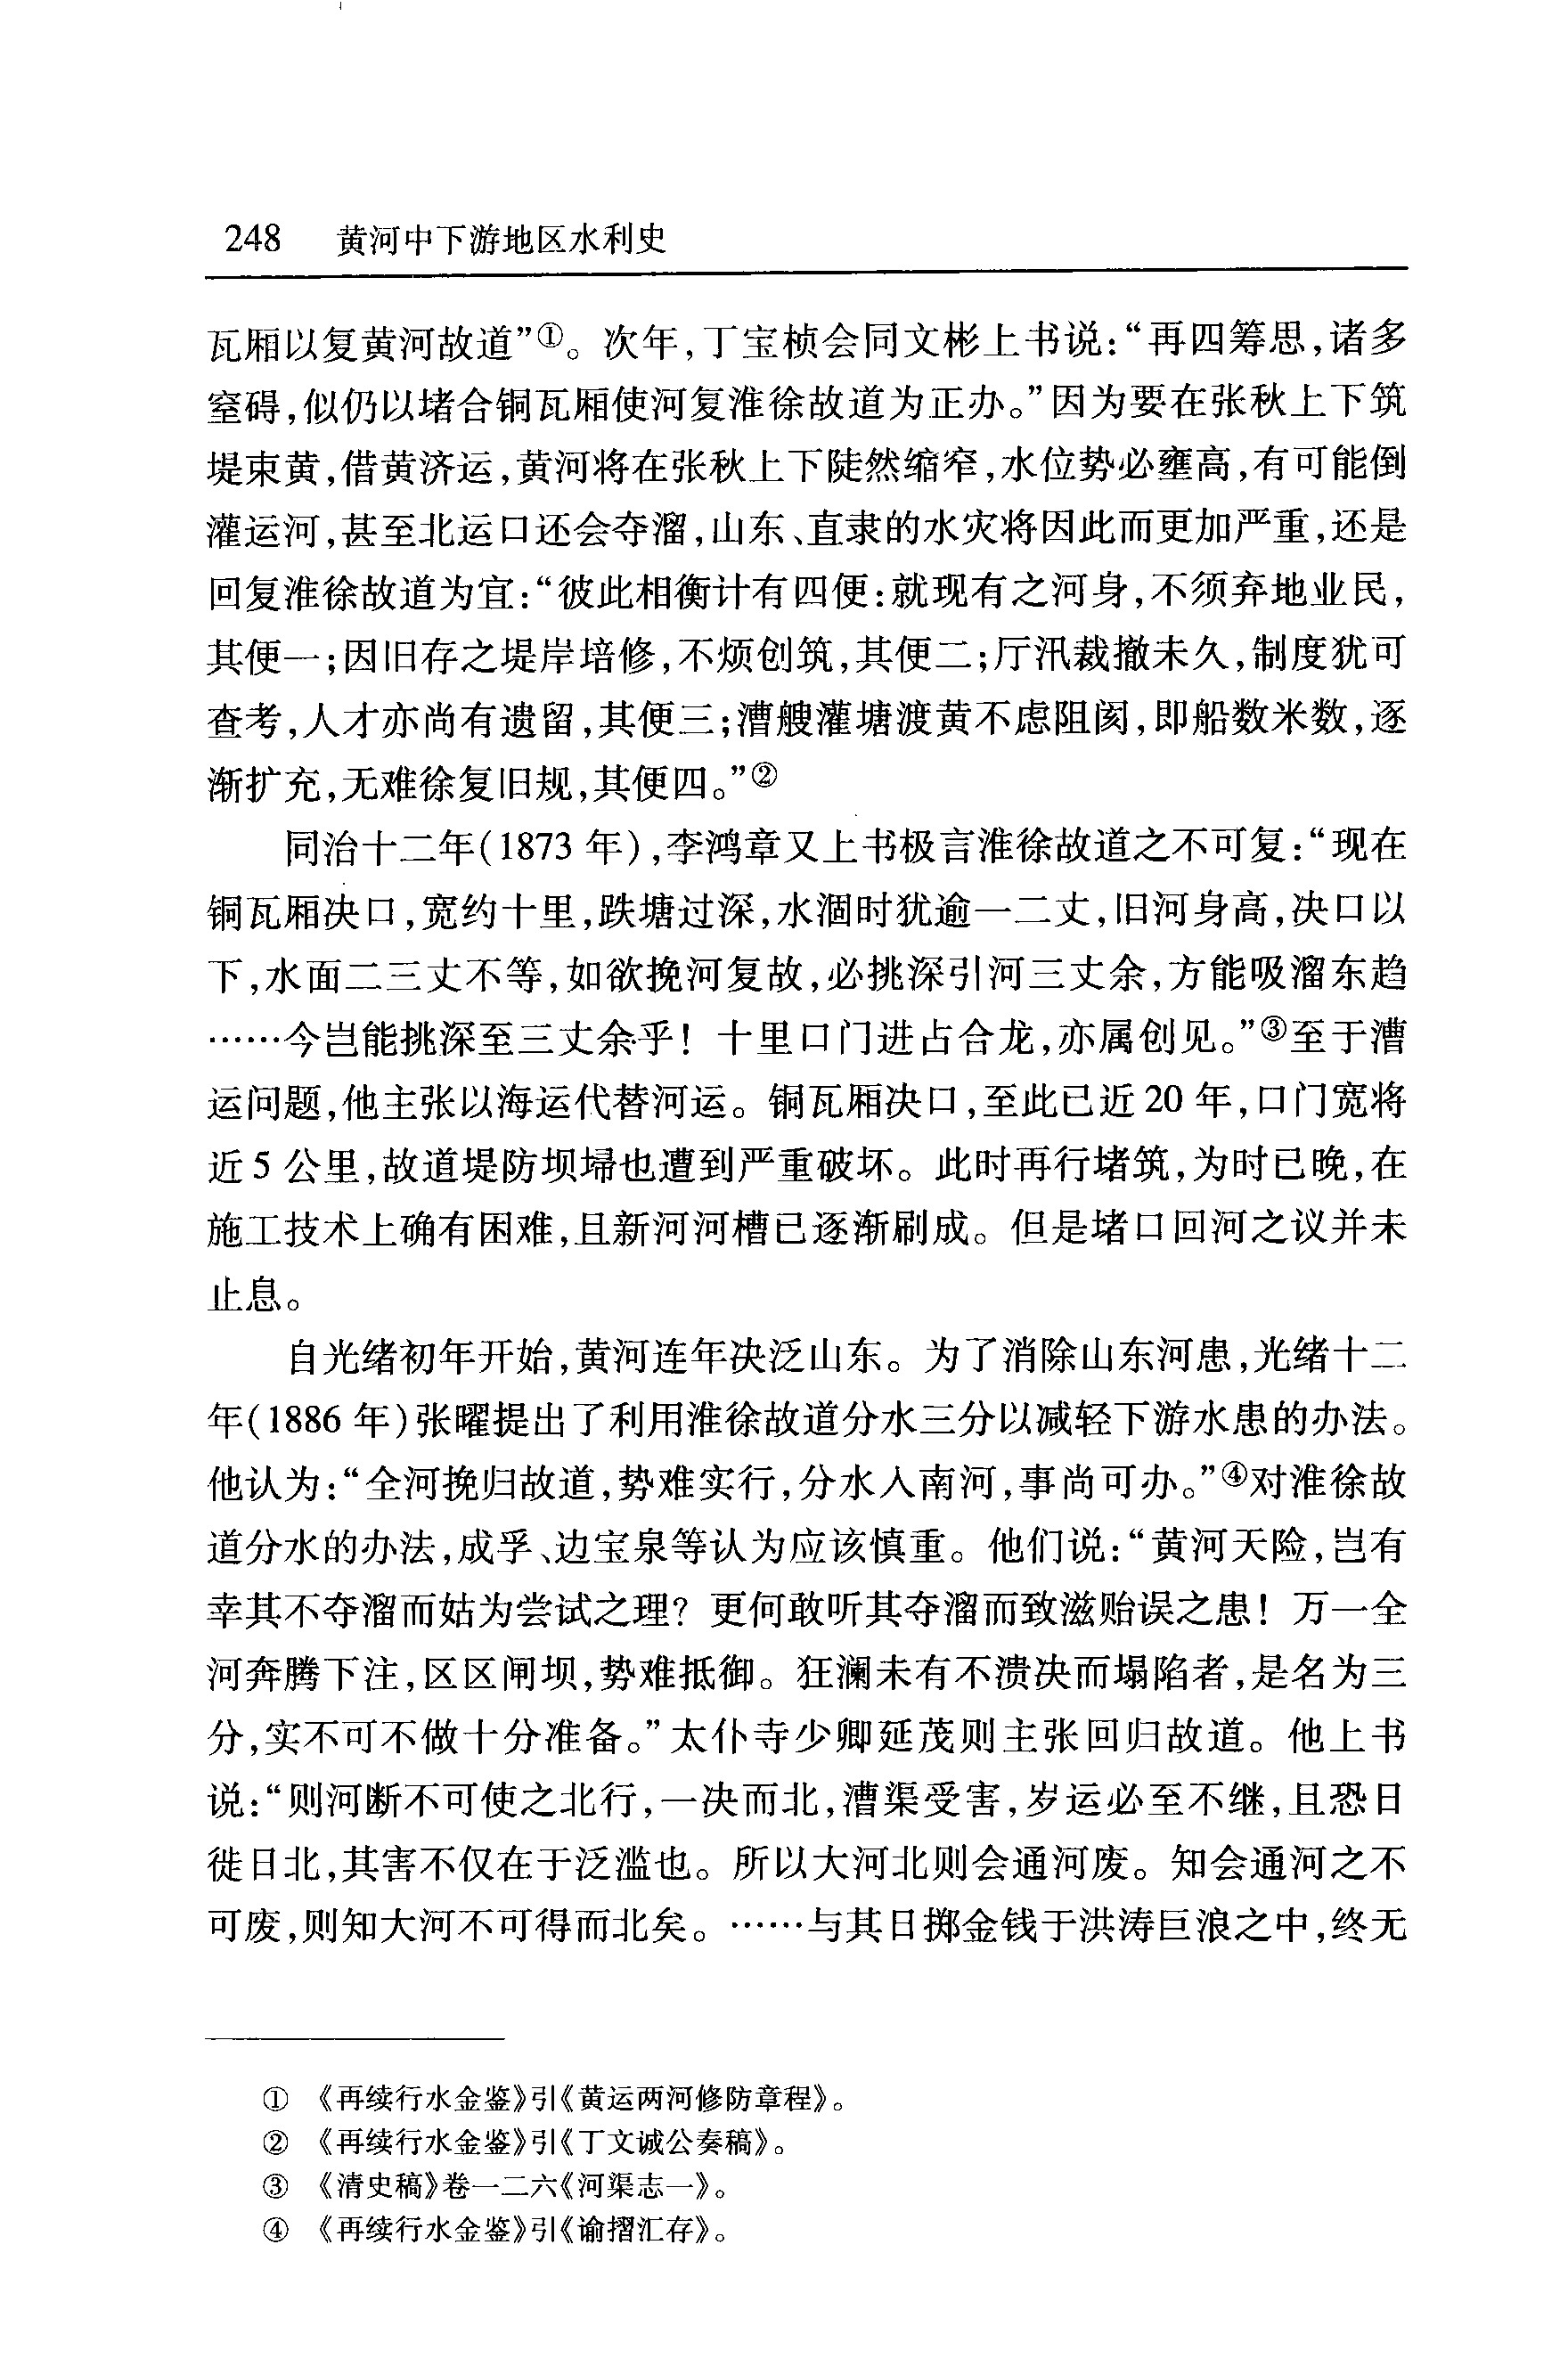 248 黄河中下游地区水利史
瓦厢以复黄河故道”①。次年,丁宝桢会同文彬上书说:“再四筹思,诸多
窒碍,似仍以堵合铜瓦厢使河复淮徐故道为正办。”因为要在张秋上下筑
堤束黄,借黄济运,黄河将在张秋上下陡然缩窄,水位势必壅高,有可能倒
灌运河,甚至北运口还会夺溜,山东、直隶的水灾将因此而更加严重,还是
回复淮徐故道为宜:“彼此相衡计有四便:就现有之河身,不须弃地业民,
其便一;因旧存之堤岸培修,不烦创筑,其便二;厅汛裁撤未久,制度犹可
查考,人才亦尚有遗留,其便三;漕艘灌塘渡黄不虑阻阂,即船数米数,逐
渐扩充,无难徐复旧规,其便四。”②
同治十二年(1873 年),李鸿章又上书极言淮徐故道之不可复:“现在
铜瓦厢决口,宽约十里,跌塘过深,水涸时犹逾一二丈,旧河身高,决口以
下,水面二三丈不等,如欲挽河复故,必挑深引河三丈余,方能吸溜东趋
……今岂能挑深至三丈余乎! 十里口门进占合龙,亦属创见。”③至于漕
运问题,他主张以海运代替河运。铜瓦厢决口,至此已近 20 年,口门宽将
近 5 公里,故道堤防坝埽也遭到严重破坏。此时再行堵筑,为时已晚,在
施工技术上确有困难,且新河河槽已逐渐刷成。但是堵口回河之议并未
止息。
自光绪初年开始,黄河连年决泛山东。为了消除山东河患,光绪十二
年(1886 年)张曜提出了利用淮徐故道分水三分以减轻下游水患的办法。
他认为:“全河挽归故道,势难实行,分水入南河,事尚可办。”④对淮徐故
道分水的办法,成孚、边宝泉等认为应该慎重。他们说:“黄河天险,岂有
幸其不夺溜而姑为尝试之理? 更何敢听其夺溜而致滋贻误之患! 万一全
河奔腾下注,区区闸坝,势难抵御。狂澜未有不溃决而塌陷者,是名为三
分,实不可不做十分准备。”太仆寺少卿延茂则主张回归故道。他上书
说:“则河断不可使之北行,一决而北,漕渠受害,岁运必至不继,且恐日
徙日北,其害不仅在于泛滥也。所以大河北则会通河废。知会通河之不
可废,则知大河不可得而北矣。……与其日掷金钱于洪涛巨浪之中,终无
① 《再续行水金鉴》引《黄运两河修防章程》。
② 《再续行水金鉴》引《丁文诚公奏稿》。
③ 《清史稿》卷一二六《河渠志一》。
④ 《再续行水金鉴》引《谕摺汇存》。